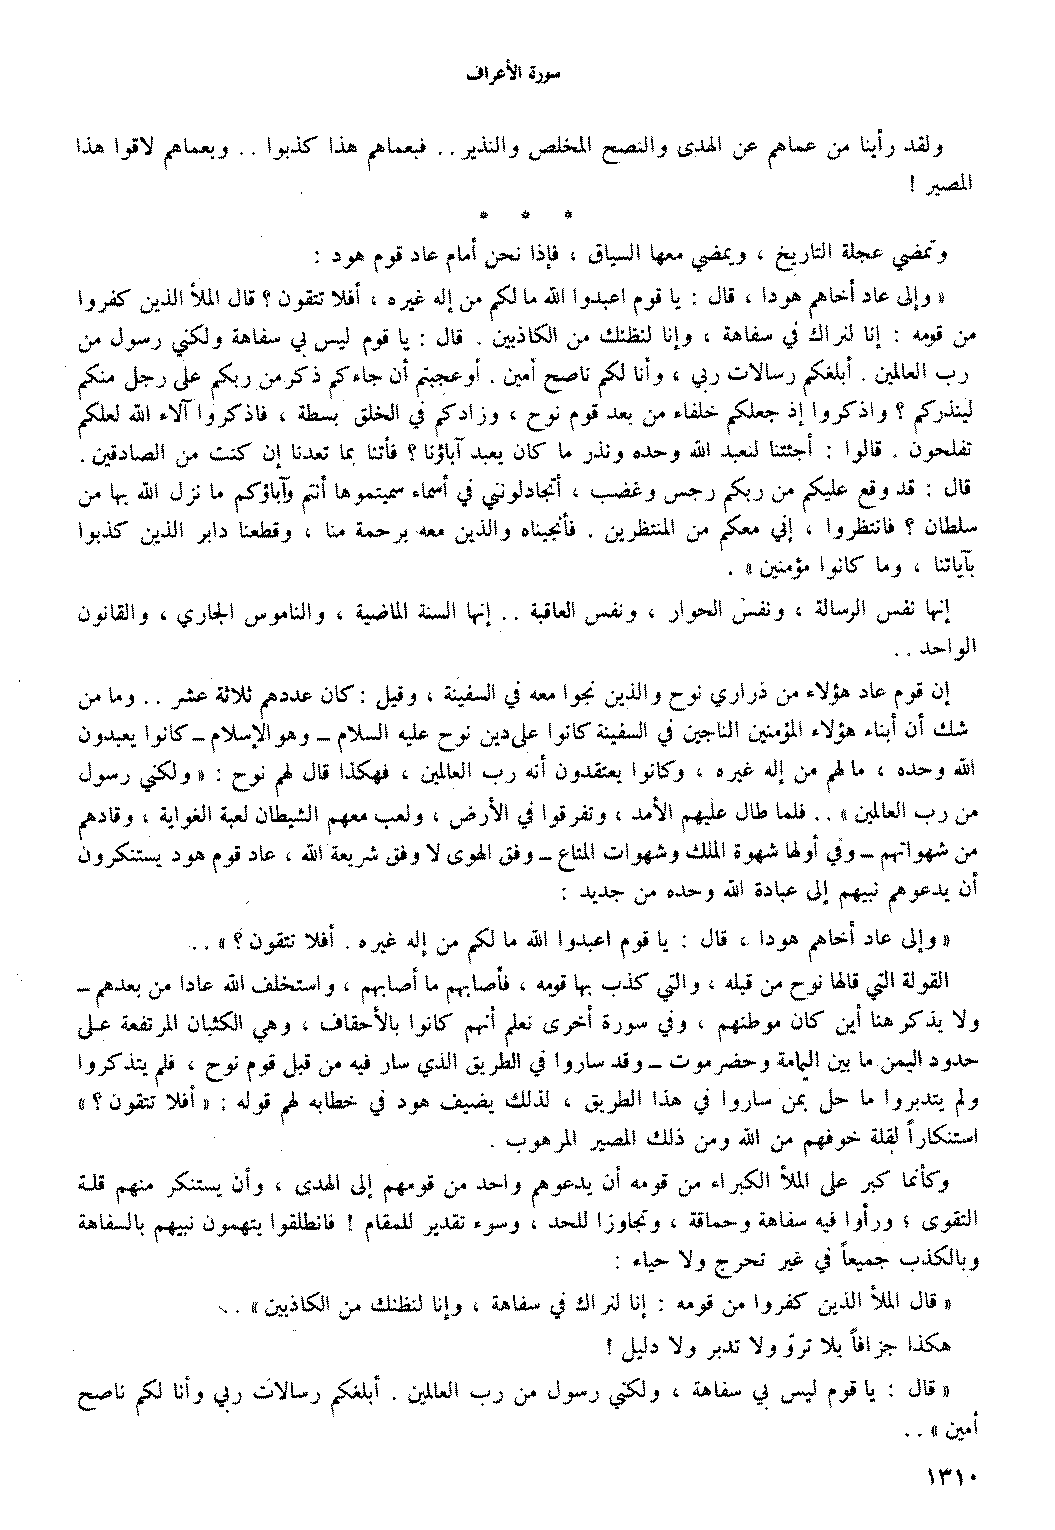 سورة الأعراف
ولقد رأينا من عماهم عن الهدى والنصح المخلص والنذير .. فبعماهم هذا كذبوا .. وبعماهم لاقوا هذا
المصير !
* * *
وتمضي عجلة التاريخ ، ويمضي معها السياق ، فإذا نحن أمام عاد قوم هود :
« وإلى عاد أخاهم هودا ، قال : يا قوم اعبدوا الله ما لكم من إله غيره ، أفلا تتقون ؟ قال الملأ الذين كفروا
من قومه : إنا لنراك في سفاهة ، وإنا لنظنك من الكاذبين . قال : يا قوم ليس بي سفاهة ولكني رسول من
رب العالمين . أبلغكم رسالات ربي ، وأنا لكم ناصح أمين . أوعجبتم أن جاءكم ذكر من ربكم على رجل منكم
لينذركم ؟ واذكروا إذ جعلكم خلفاء من بعد قوم نوح ، وزادكم في الخلق بسطة ، فاذكروا آلاء الله لعلكم
تفلحون . قالوا : أجئتنا لنعبد الله وحده ونذر ما كان يعبد آباؤنا ؟ فأتنا بما تعدنا إن كنت من الصادقين .
قال : قد وقع عليكم من ربكم رجس وغضب ، أتجادلونني في أسماء سميتموها أنتم وآباؤكم ما نزل الله بها من
سلطان ؟ فانتظروا ، إني معكم من المنتظرين . فأنجيناه والذين معه برحمة منا ، وقطعنا دابر الذين كذبوا
بآياتنا ، وما كانوا مؤمنين » .
إنها نفس الرسالة ، ونفس الحوار ، ونفس العاقبة .. إنها السنة الماضية ، والناموس الجاري ، والقانون
الواحد ..
إن قوم عاد هؤلاء من ذراري نوح والذين نجوا معه في السفينة ، وقيل : كان عددهم ثلاثة عشر .. وما من
شك أن أبناء هؤلاء المؤمنين الناجين في السفينة كانوا على دين نوح عليه السلام – وهو الإسلام – كانوا يعبدون
الله وحده ، ما لهم من إله غيره ، وكانوا يعتقدون أنه رب العالمين ، فهكذا قال لهم نوح : « ولكني رسول
من رب العالمين » .. فلما طال عليهم الأمد ، وتفرقوا في الأرض ، ولعب معهم الشيطان لعبة الغواية ، وقادهم
من شهواتهم – وفي أولها شهوة الملك وشهوات المتاع – وفق الهوى لا وفق شريعة الله ، عاد قوم هود يستنكرون
أن يدعوهم نبيهم إلى عبادة الله وحده من جديد :
« وإلى عاد أخاهم هودا ، قال : يا قوم اعبدوا الله ما لكم من إله غيره . أفلا تتقون ؟ » ..
القولة التي قالها نوح من قبله ، والتي كذب بها قومه ، فأصابهم ما أصابهم ، واستخلف الله عادا من بعدهم –
ولا يذكر هنا أين كان موطنهم ، وفي سورة أخرى نعلم أنهم كانوا بالأحقاف ، وهي الكثبان المرتفعة على
حدود اليمن ما بين اليمامة وحضرموت – وقد ساروا في الطريق الذي سار فيه من قبل قوم نوح ، فلم يتذكروا
ولم يتدبروا ما حل بمن ساروا في هذا الطريق ، لذلك يضيف هود في خطابه لهم قوله : « أفلا تتقون ؟ »
استنكاراً لقلة خوفهم من الله ومن ذلك المصير المرهوب .
وكأنما كبر على الملأ الكبراء من قومه أن يدعوهم واحد من قومهم إلى الهدى ، وأن يستنكر منهم قلة
التقوى ؛ ورأوا فيه سفاهة وحماقة ، وتجاوزا للحد ، وسوء تقدير للمقام ! فانطلقوا يتهمون نبيهم بالسفاهة
وبالكذب جميعاً في غير تحرج ولا حياء :
« قال الملأ الذين كفروا من قومه : إنا لنراك في سفاهة ، وإنا لنظنك من الكاذبين » ..
هكذا جزافاً بلا تروّ ولا تدبر ولا دليل !
« قال : يا قوم ليس بي سفاهة ، ولكني رسول من رب العالمين . أبلغكم رسالات ربي وأنا لكم ناصح
أمين » ..
١٣١٠